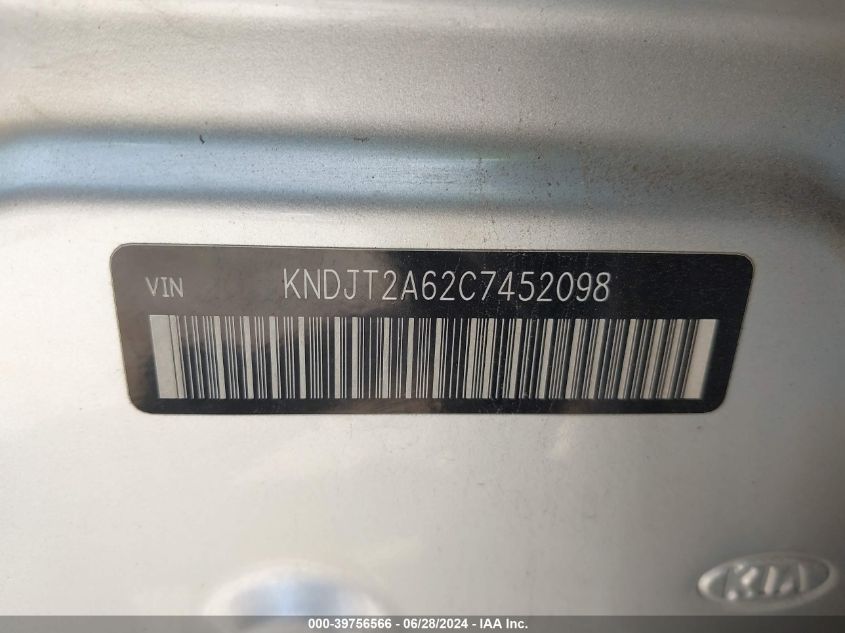 VIN KNDJT2A62C7452098
KIA
000-39756566 - 06/28/2024 - IAA Inc.